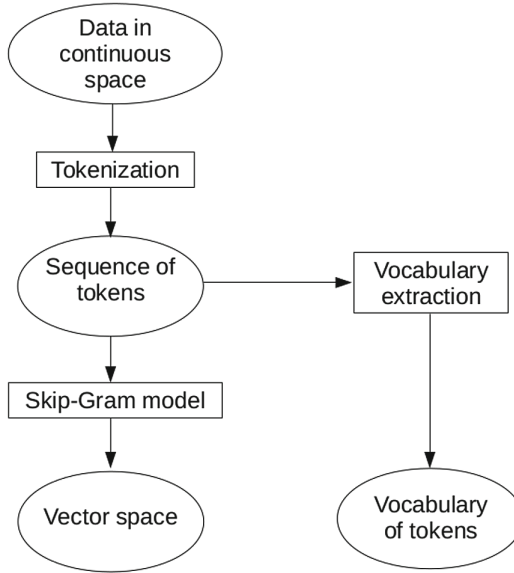 Data in
continuous
space
Tokenization
Sequence of
tokens
Vocabulary
extraction
Skip-Gram model
Vector space
Vocabulary
of tokens